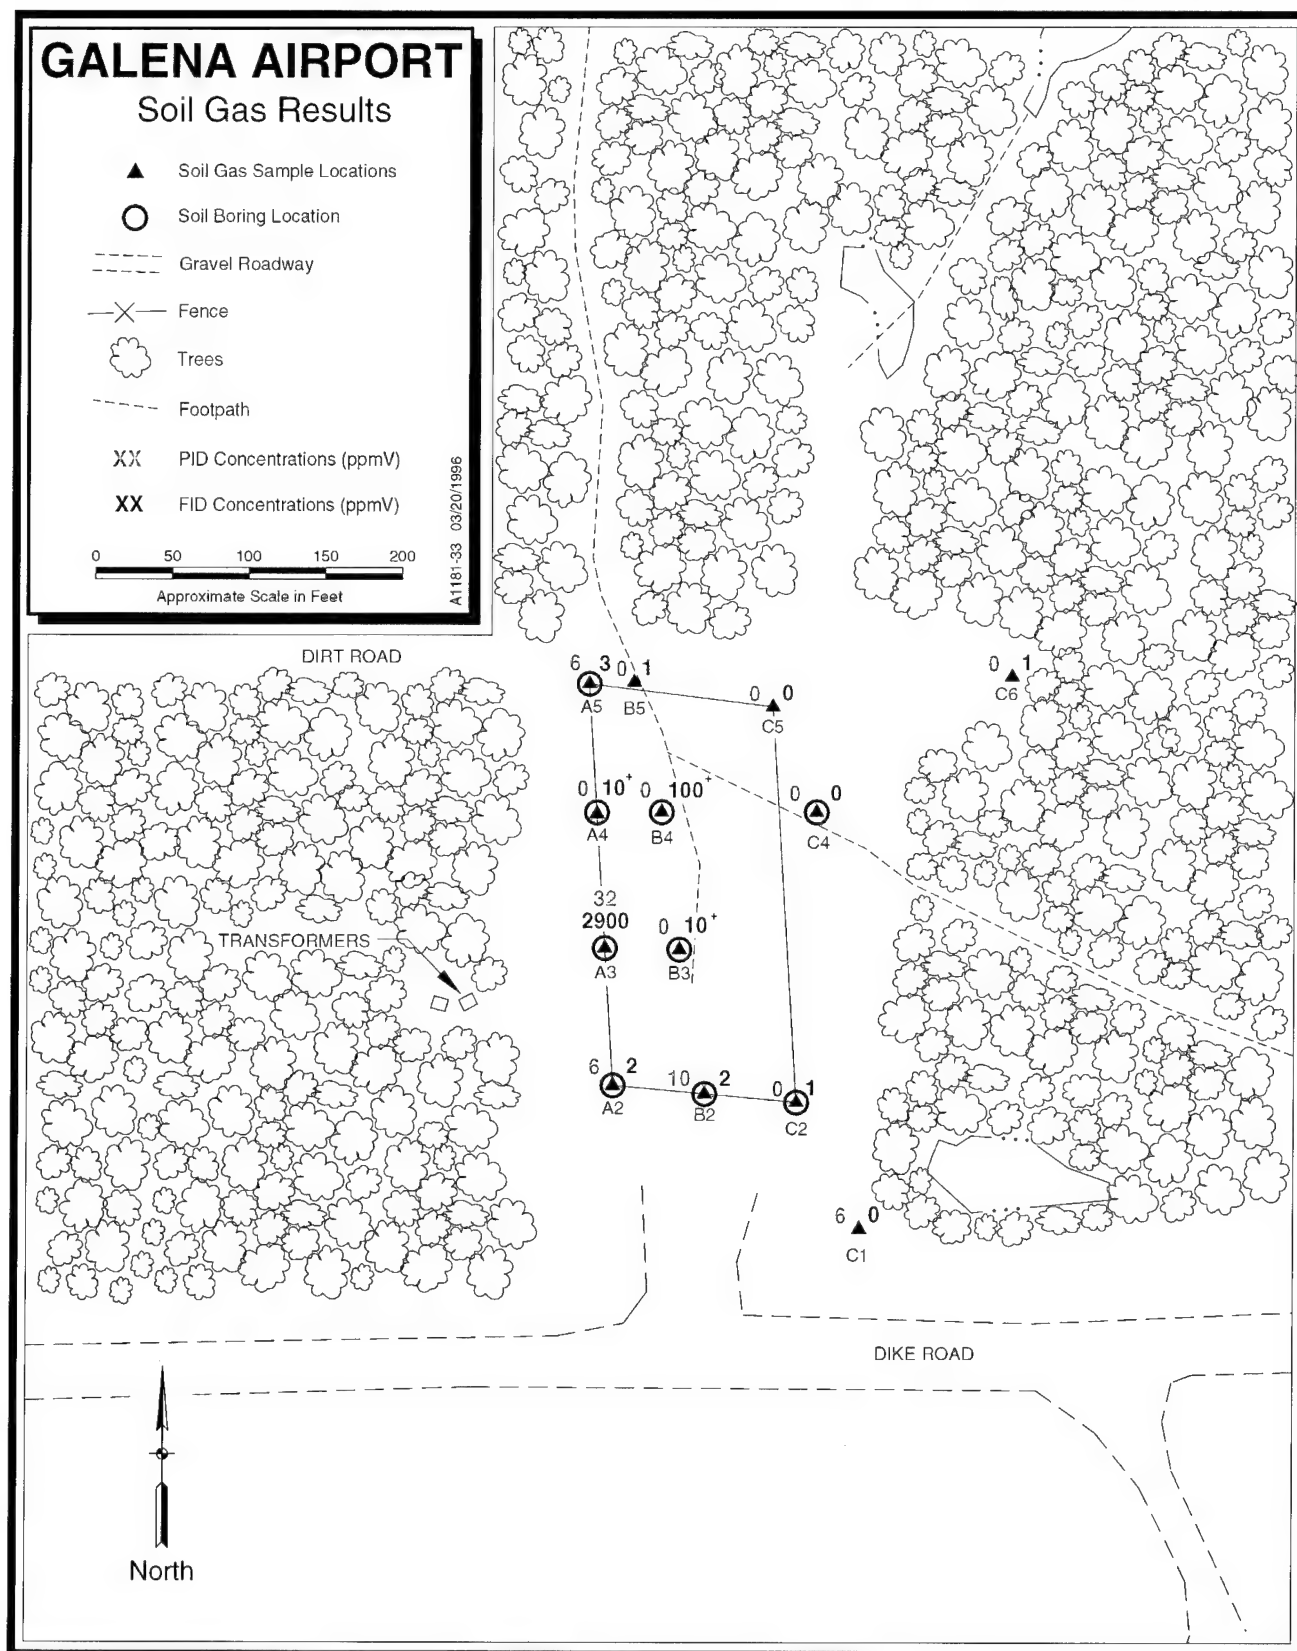 GALENA AIRPORT
Soil Gas Results
Soil Gas Sample Locations
Soil Boring Location
Gravel Roadway
Fence
Trees
Footpath
XX PID Concentrations (ppmV)
XX FID Concentrations (ppmV)
0 50 100 150 200
Approximate Scale in Feet
A1181-33 03/20/1996
DIRT ROAD
6 3
A5
0 1
B5
0 0
C5
0 1
C6
0 10+
A4
0 100+
B4
0 0
C4
32
2900
A3
0 10+
B3
TRANSFORMERS
6 2
A2
10 2
B2
0 1
C2
6 0
C1
DIKE ROAD
North